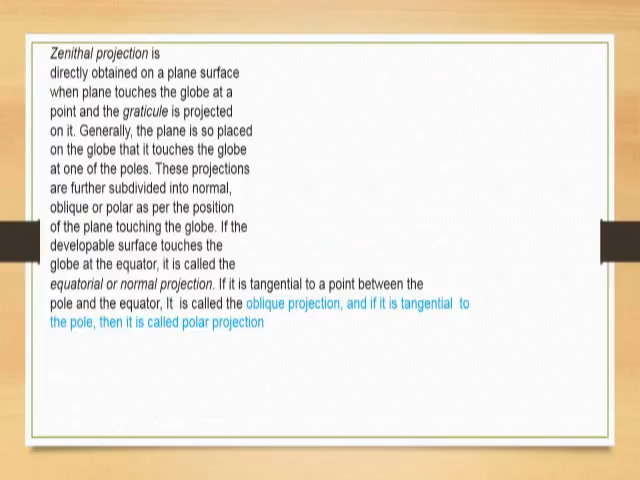 Zenithal projection is
directly obtained on a plane surface
when plane touches the globe at a
point and the graticule is projected
on it. Generally, the plane is so placed
on the globe that it touches the globe
at one of the poles. These projections
are further subdivided into normal,
oblique or polar as per the position
of the plane touching the globe. If the
developable surface touches the
globe at the equator, it is called the
equatorial or normal projection. If it is tangential to a point between the
pole and the equator, It is called the oblique projection, and if it is tangential to
the pole, then it is called polar projection